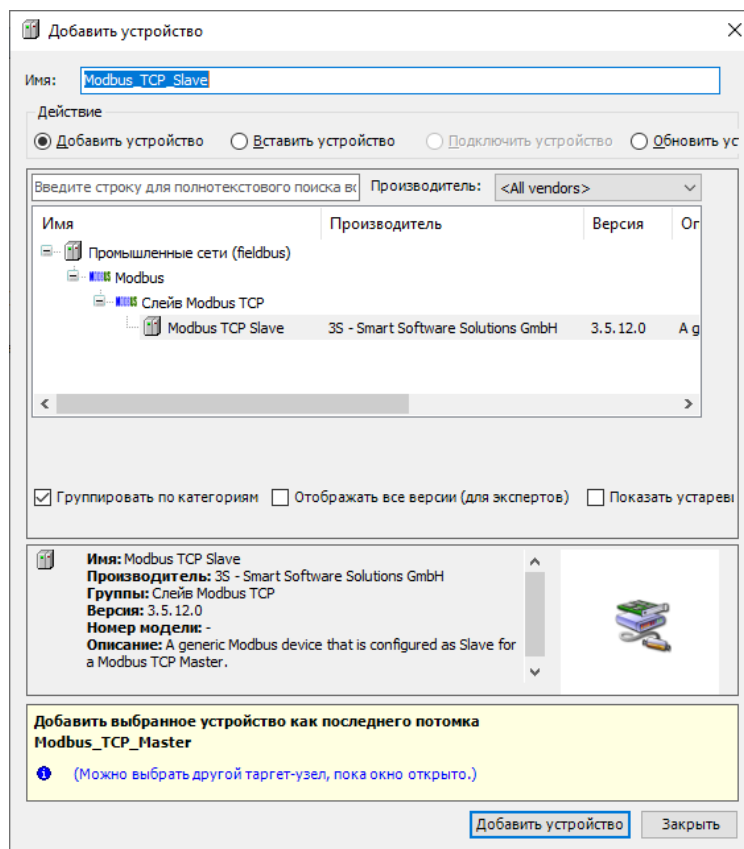 Добавить устройство
Имя: Modbus_TCP_Slave
Действие
Добавить устройство Вставить устройство Подключить устройство Обновить ус
Введите строку для полнотекстового поиска во Производитель: <All vendors>
Имя Производитель Версия Ог
Промышленные сети (fieldbus)
MODBUS Modbus
MODBUS Слейв Modbus TCP
Modbus TCP Slave 3S - Smart Software Solutions GmbH 3.5.12.0 A g
Группировать по категориям Отображать все версии (для экспертов) Показать устареві
Имя: Modbus TCP Slave
Производитель: 3S - Smart Software Solutions GmbH
Группы: Слейв Modbus TCP
Версия: 3.5.12.0
Номер модели: -
Описание: A generic Modbus device that is configured as Slave for
a Modbus TCP Master.
Добавить выбранное устройство как последнего потомка
Modbus_TCP_Master
(Можно выбрать другой таргет-узел, пока окно открыто.)
Добавить устройство Закрыть